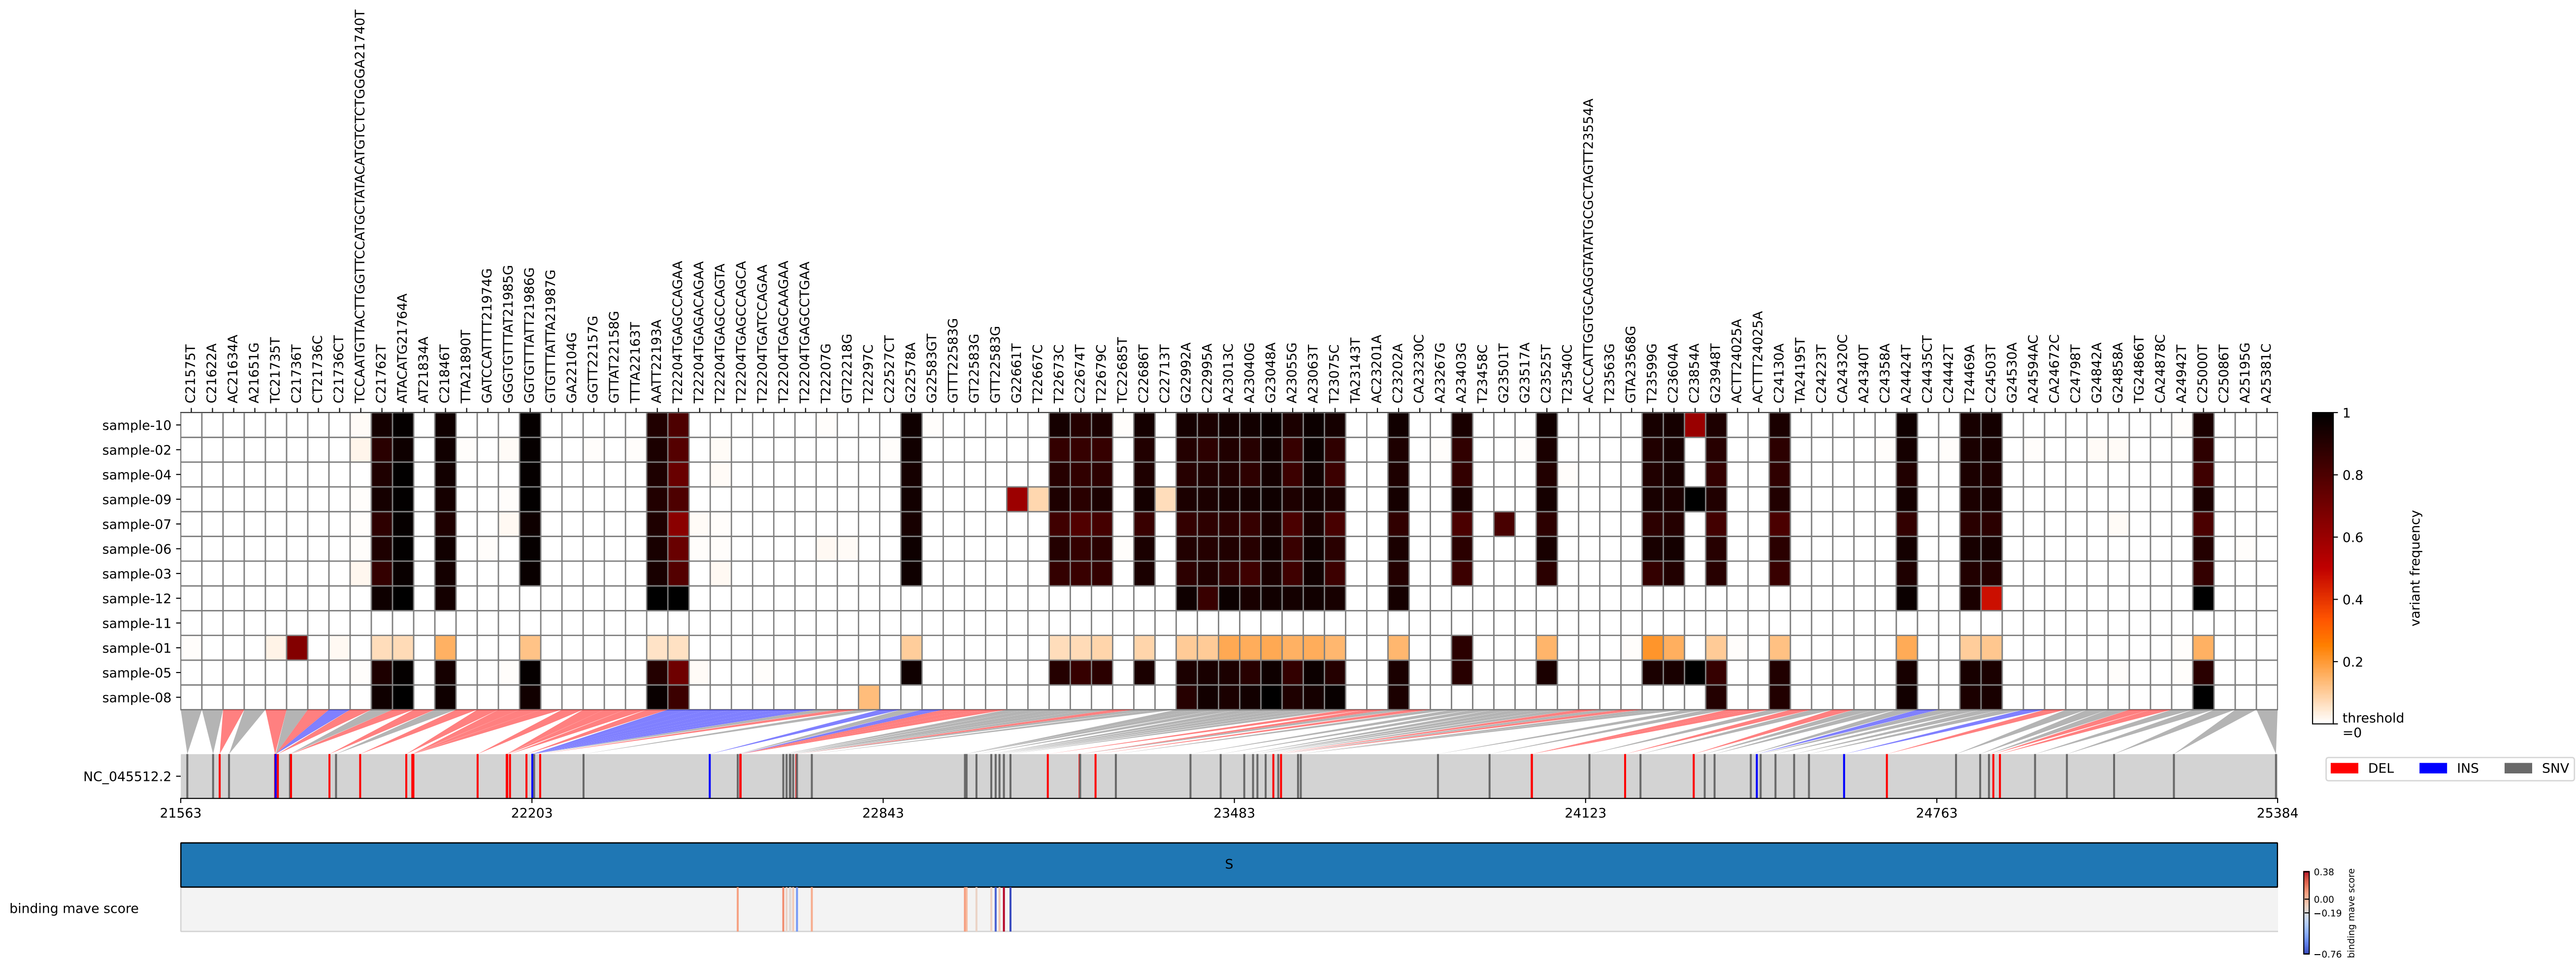 C21575T
C21622A
AC21634A
A21651G
TC21735T
C21736T
CT21736C
C21736CT
TCCAATGTTACTTGGTTCCATGCTATACATGTCTCTGGGA21740T
C21762T
ATACATG21764A
AT21834A
C21846T
TTA21890T
GATCCATTTT21974G
GGGTGTTTAT21985G
GGTGTTTATT21986G
GTGTTTATTA21987G
GA22104G
GGTT22157G
GTTAT22158G
TTTA22163T
AATT22193A
T22204TGAGCCAGAA
T22204TGAGACAGAA
T22204TGAGCCAGTA
T22204TGAGCCAGCA
T22204TGATCCAGAA
T22204TGAGCAAGAA
T22204TGAGCCTGAA
T22207G
GT22218G
T22297C
C22527CT
G22578A
G22583GT
GTTT22583G
GT22583G
GTT22583G
G22661T
T22667C
T22673C
C22674T
T22679C
TC22685T
C22686T
C22713T
G22992A
C22995A
A23013C
A23040G
G23048A
A23055G
A23063T
T23075C
TA23143T
AC23201A
C23202A
CA23230C
A23267G
A23403G
T23458C
G23501T
G23517A
C23525T
T23540C
ACCCATTGGTGCAGGTATATGCGCTAGTT23554A
T23563G
GTA23568G
T23599G
C23604A
C23854A
G23948T
ACTT24025A
ACTTT24025A
C24130A
TA24195T
C24223T
CA24320C
A24340T
C24358A
A24424T
C24435CT
C24442T
T24469A
C24503T
G24530A
A24594AC
CA24672C
C24798T
G24842A
G24858A
TG24866T
CA24878C
A24942T
C25000T
C25086T
A25195G
A25381C
sample-10
sample-02
sample-04
sample-09
sample-07
sample-06
sample-03
sample-12
sample-11
sample-01
sample-05
sample-08
1
0.8
0.6
0.4
0.2
threshold
=0
variant frequency
NC_045512.2
DEL
INS
SNV
21563
22203
22843
23483
24123
24763
25384
S
binding mave score
0.38
0.00
−0.19
−0.76
binding mave score